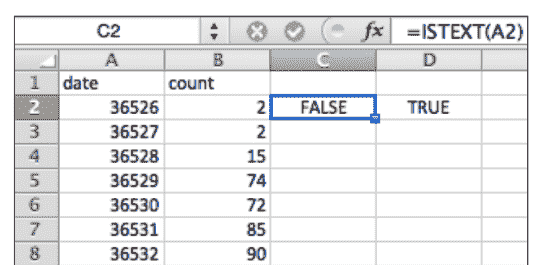 C2 fx =ISTEXT(A2)
A B C D
1 date count
2 36526 2 FALSE TRUE
3 36527 2
4 36528 15
5 36529 74
6 36530 72
7 36531 85
8 36532 90